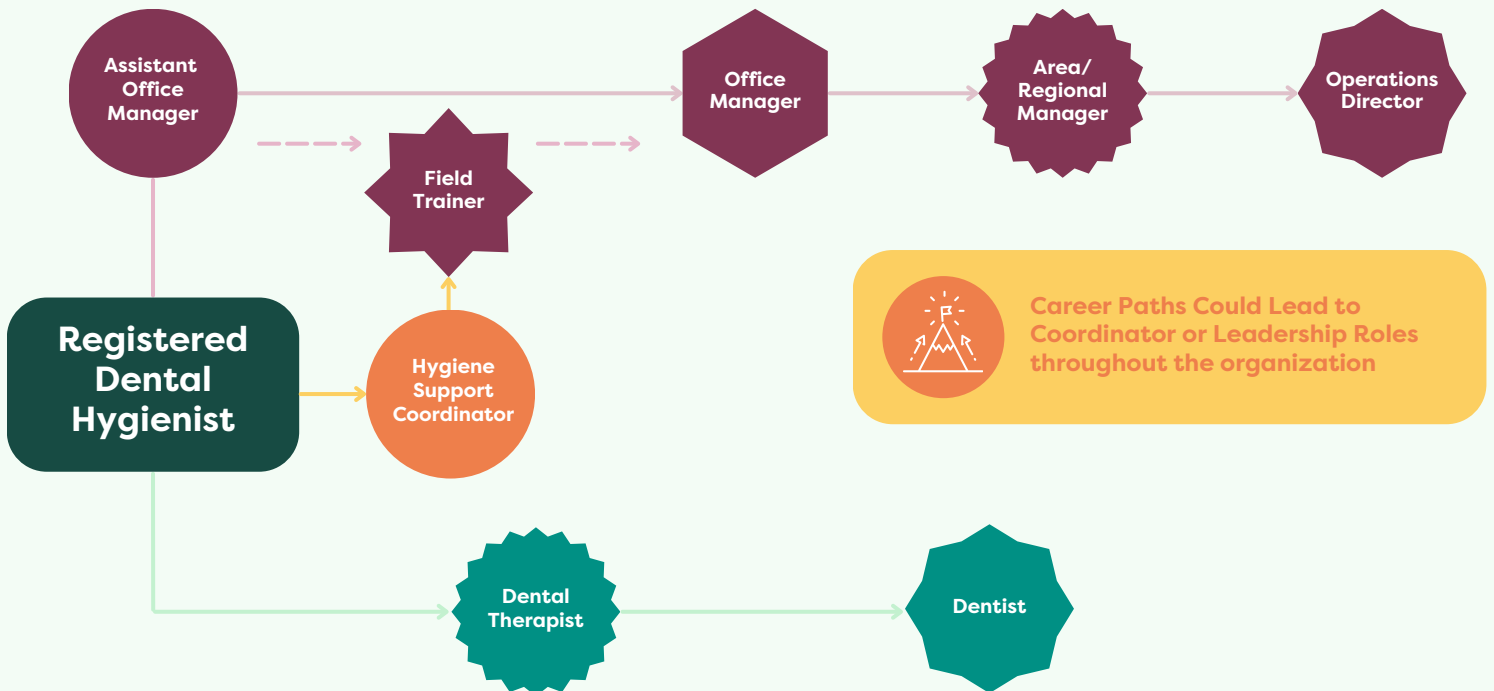 Assistant
Office
Manager
Office
Manager
Area/
Regional
Manager
Operations
Director
Field
Trainer
Registered
Dental
Hygienist
Hygiene
Support
Coordinator
Career Paths Could Lead to
Coordinator or Leadership Roles
throughout the organization
Dental
Therapist
Dentist